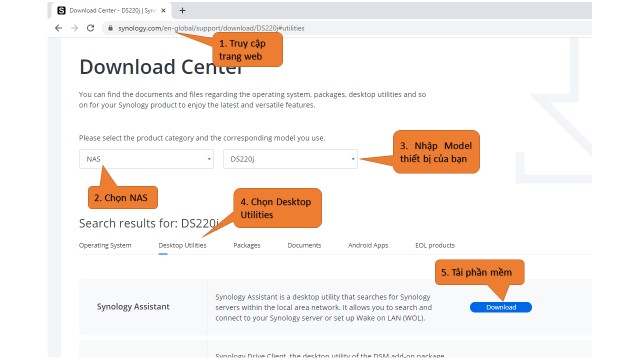 Download Center - DS220j | Syno
synology.com/en-global/support/download/DS220j#utilities
1. Truy cập
trang web
Download Center
You can find the documents and files regarding the operating system, packages, desktop utilities and so
on for your Synology product to enjoy the latest and versatile features.
Please select the product category and the corresponding model you use.
NAS
DS220j
3. Nhập Model
thiết bị của bạn
2. Chọn NAS
4. Chọn Desktop
Utilities
Search results for: DS220j
Operating System
Desktop Utilities
Packages
Documents
Android Apps
EOL products
5. Tải phần mềm
Synology Assistant
Synology Assistant is a desktop utility that searches for Synology
servers within the local area network. It allows you to search and
connect to your Synology server or set up Wake on LAN (WOL).
Download
Synology Drive Client, the desktop utility of the DSM add-on package